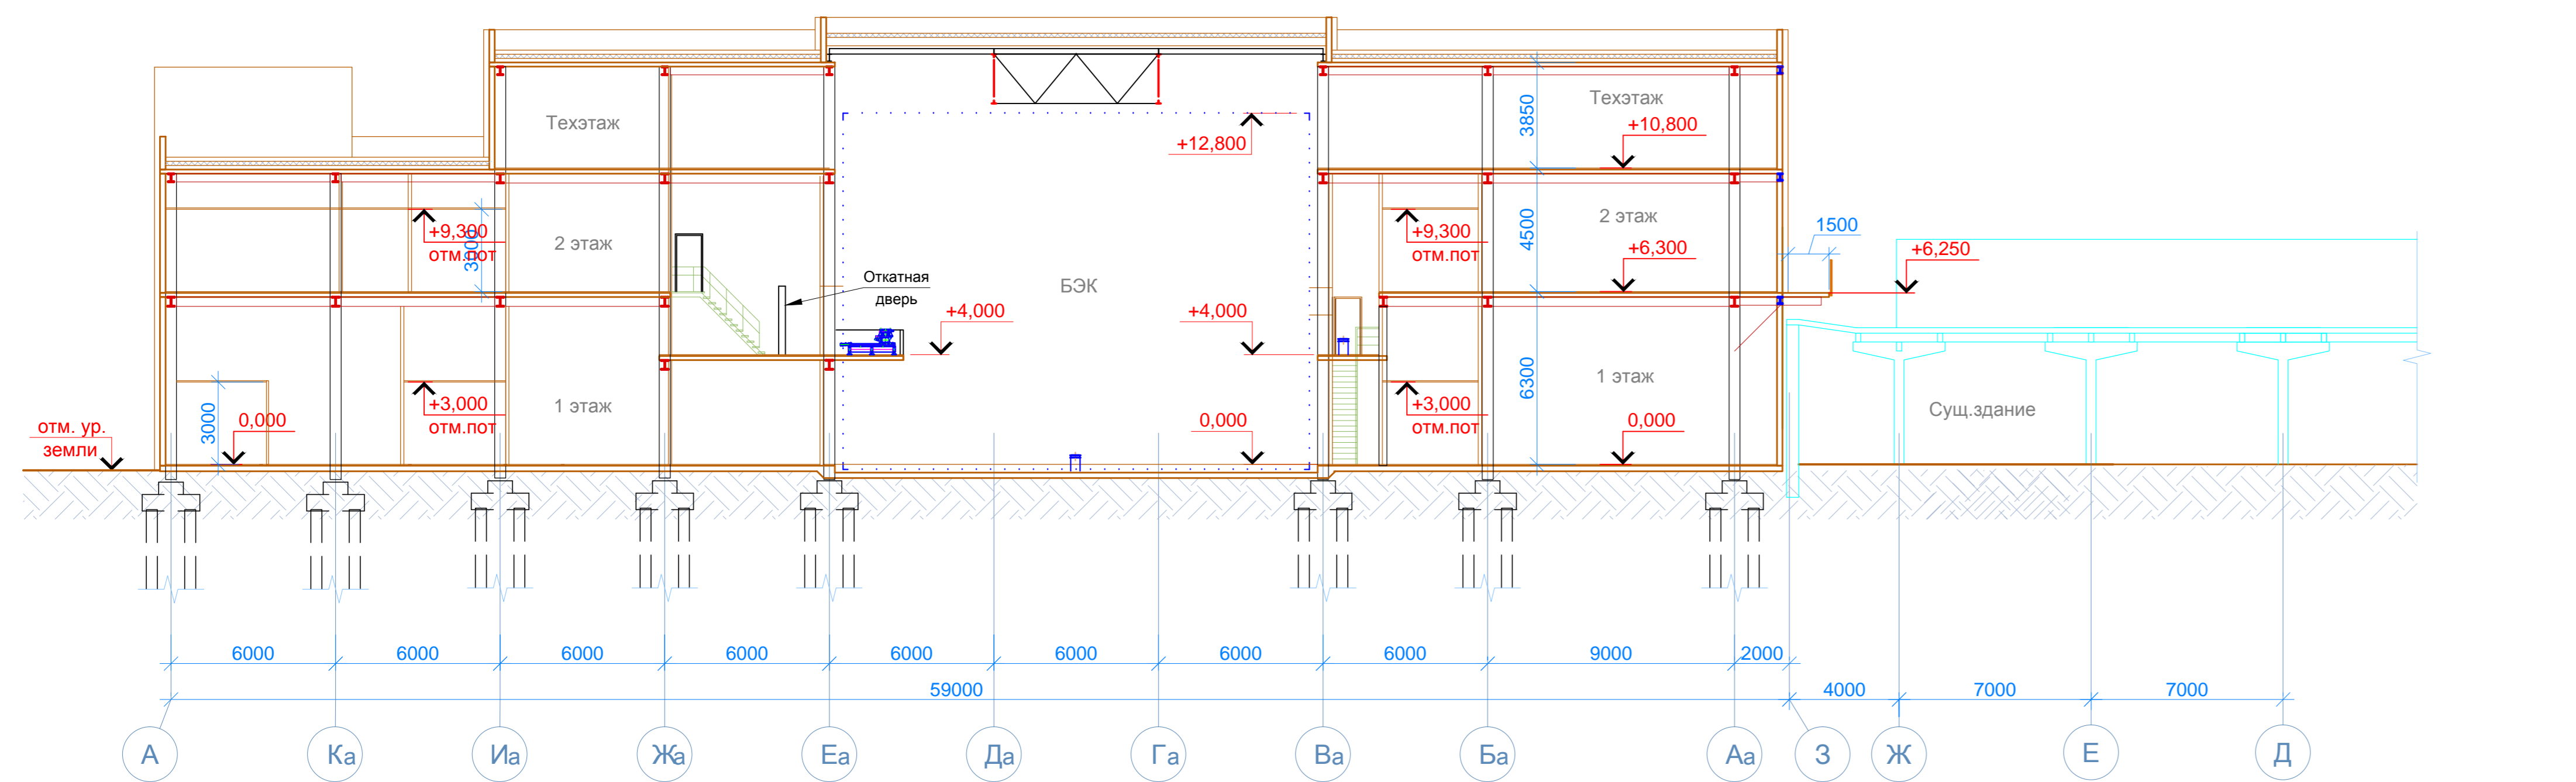 Техэтаж
Техэтаж
3850
+10,800
+12,800
2 этаж
+9,300
отм.пот
3000
2 этаж
4500
+9,300
отм.пот
+6,300
1500
+6,250
Откатная
дверь
БЭК
+4,000
+4,000
6300
1 этаж
1 этаж
Сущ.здание
3000
0,000
+3,000
отм.пот
0,000
+3,000
отм.пот
0,000
отм. ур.
земли
6000 6000 6000 6000 6000 6000 6000 6000 9000 2000
59000 4000 7000 7000
А Ка Иа Жа Еа Да Га Ва Ба Аа З Ж Е Д